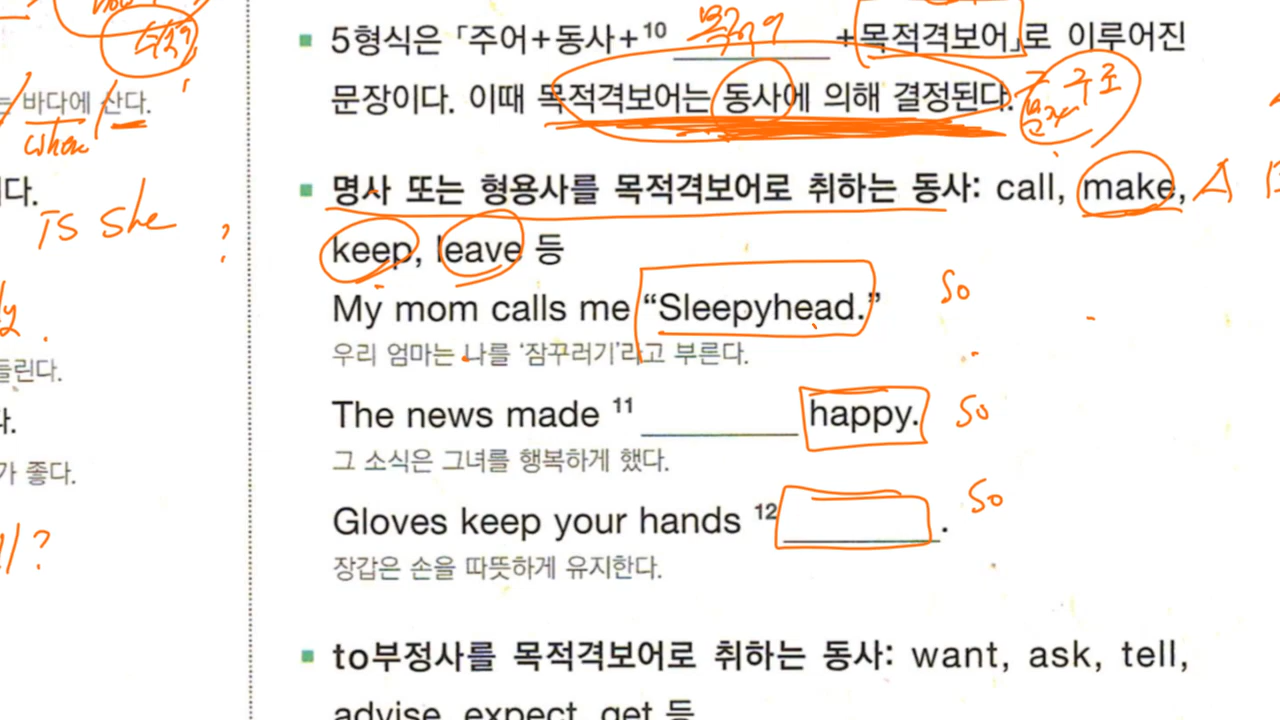 5형식은 「주어+동사+10 목적어 +목적격보어」로 이루어진
문장이다. 이때 목적격보어는 동사에 의해 결정된다. 구조
는 바다에 산다.
when
명사 또는 형용사를 목적격보어로 취하는 동사: call, make, A
다.
is she
?
keep, leave 등
My mom calls me “Sleepyhead.” so
우리 엄마는 나를 ‘잠꾸러기’라고 부른다.
들린다.
The news made 11 happy. so
다.
그 소식은 그녀를 행복하게 했다.
가 좋다.
Gloves keep your hands 12 . so
?
장갑은 손을 따뜻하게 유지한다.
to부정사를 목적격보어로 취하는 동사: want, ask, tell,
advise, expect, get 등